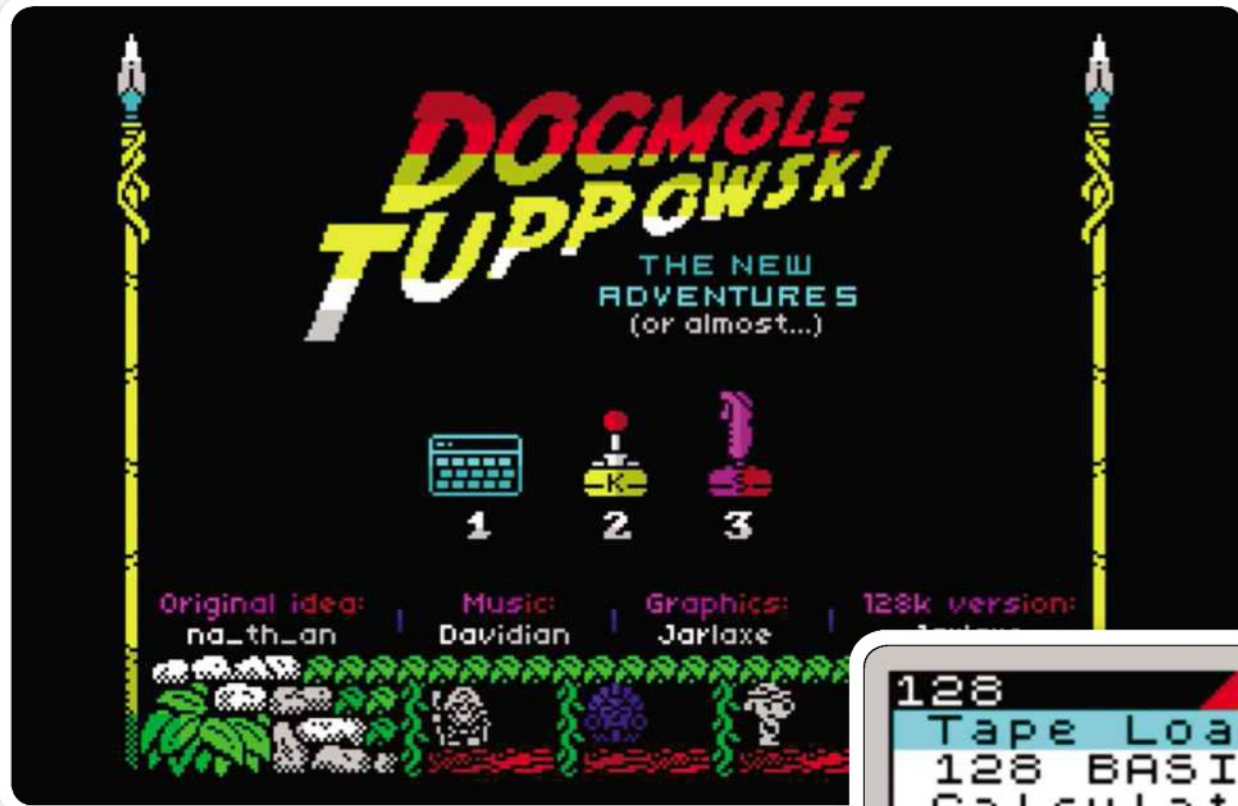 DOGMOLE
TUPPOWSKI
THE NEW
ADVENTURES
(or almost...)
K
S
1
2
3
Original idea:
na_th_an
Music:
Davidian
Graphics:
Jarlaxe
128k version:
128
Tape Loa
128 BASI